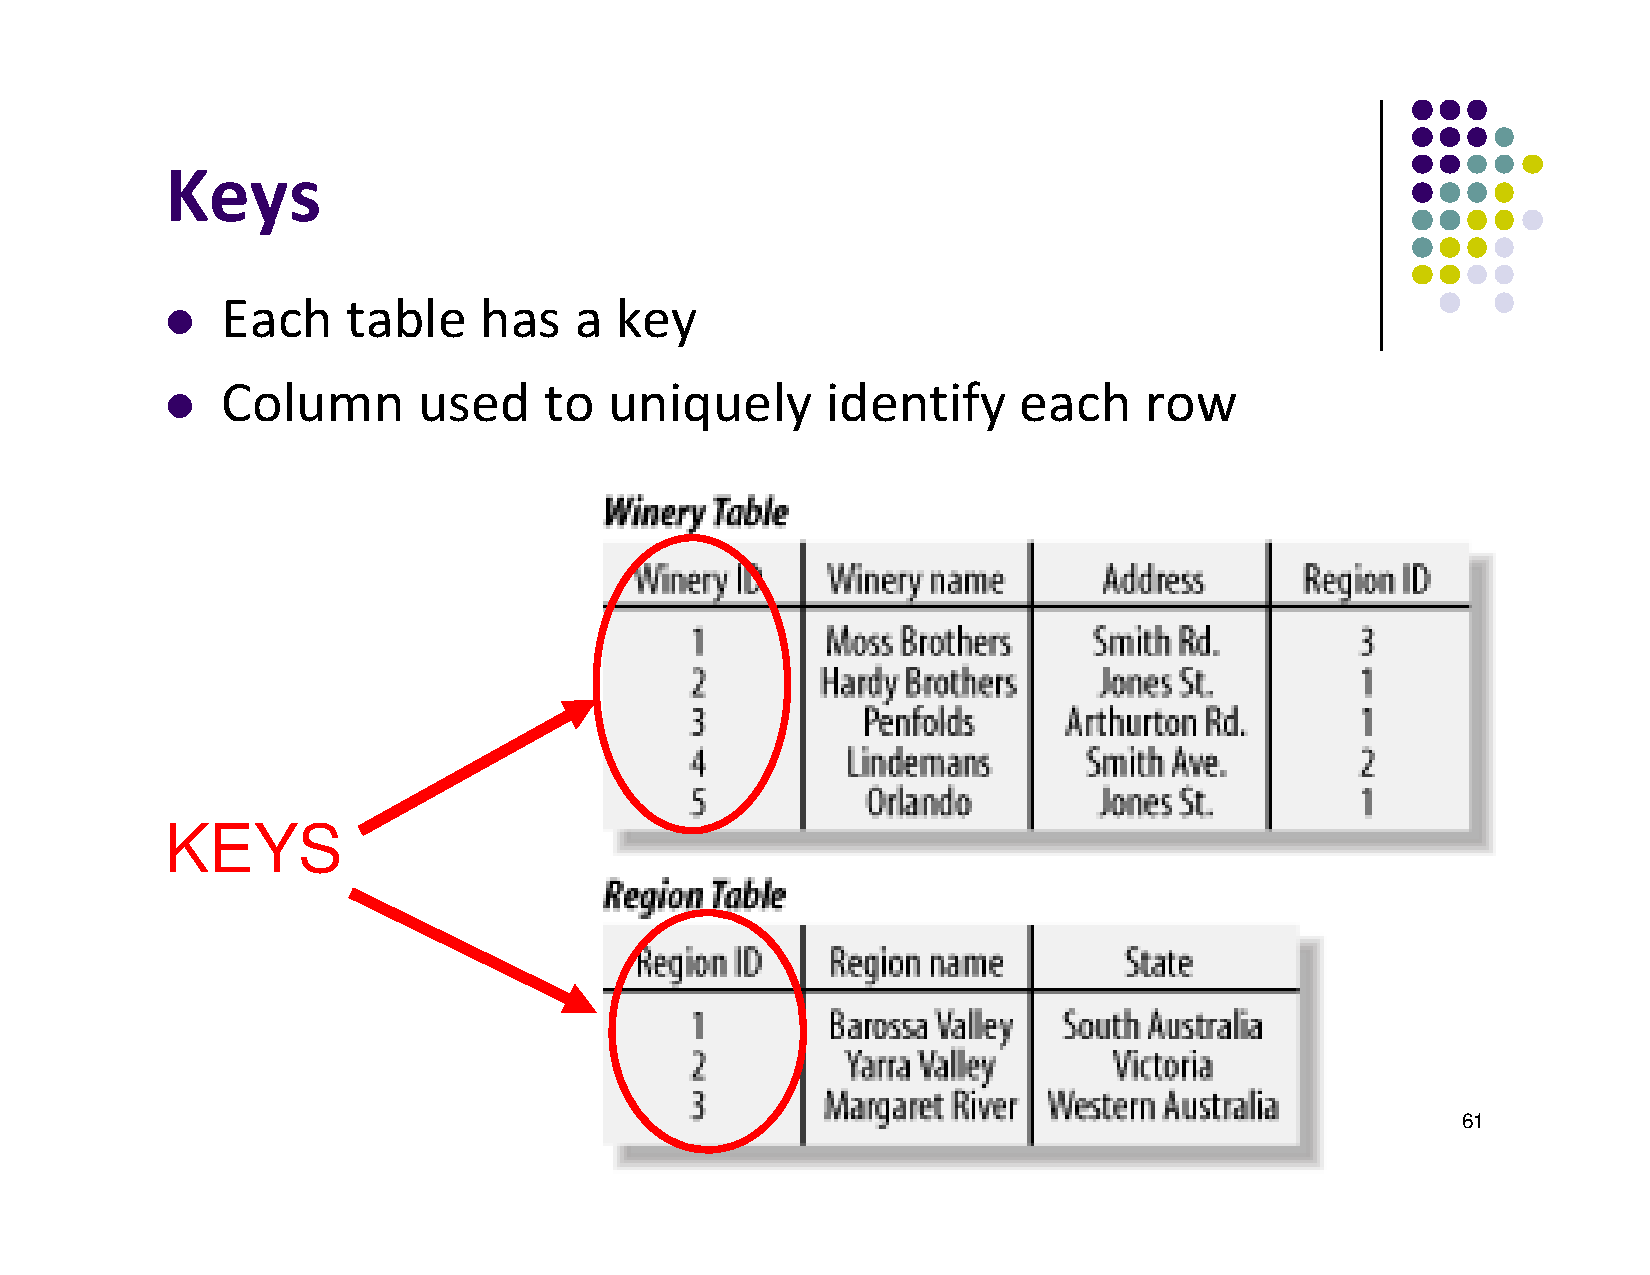 Keys
Each table has a key
Column used to uniquely identify each row
Winery Table
Winery ID Winery name Address Region ID
1 Moss Brothers Smith Rd. 3
2 Hardy Brothers Jones St. 1
3 Penfolds Arthurton Rd. 1
4 Lindemans Smith Ave. 2
5 Orlando Jones St. 1
KEYS
Region Table
Region ID Region name State
1 Barossa Valley South Australia
2 Yarra Valley Victoria
3 Margaret River Western Australia
61